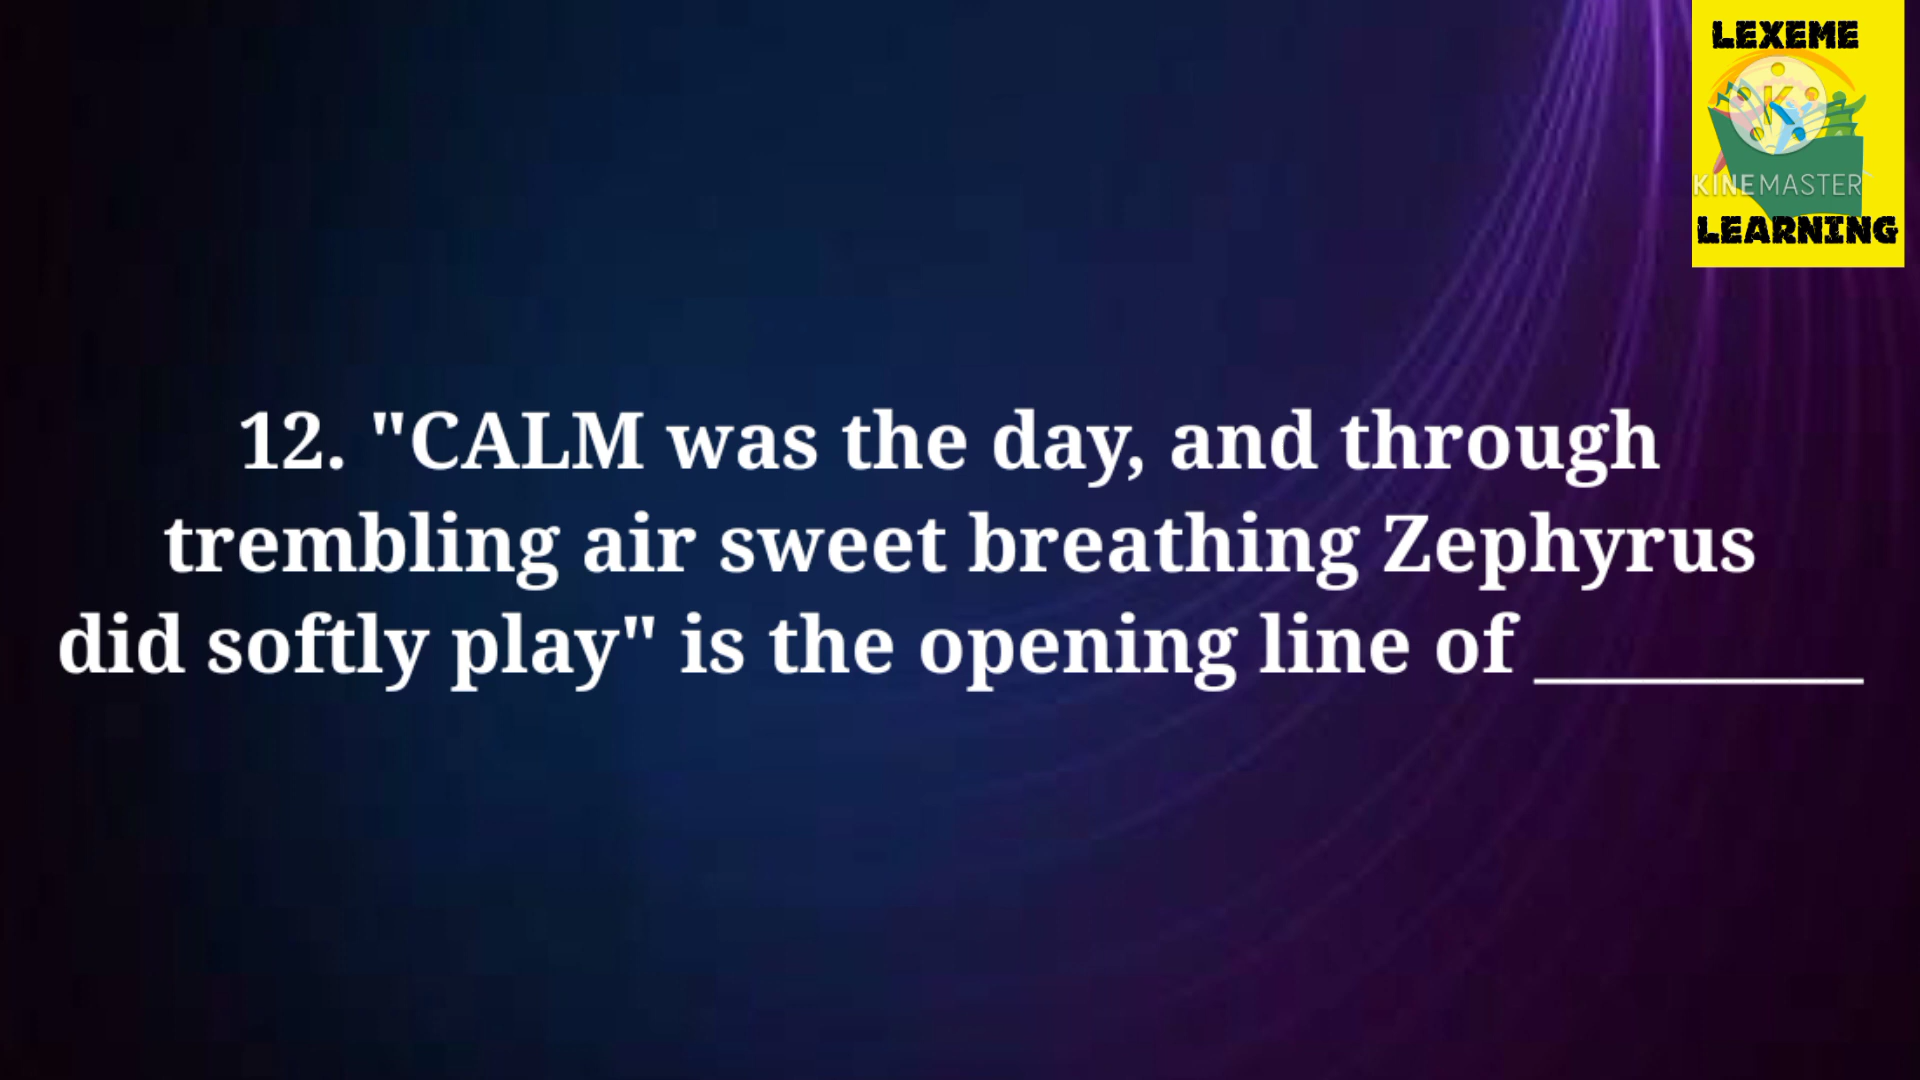 LEXEME
KINEMASTER
LEARNING
12. "CALM was the day, and through
trembling air sweet breathing Zephyrus
did softly play" is the opening line of _________